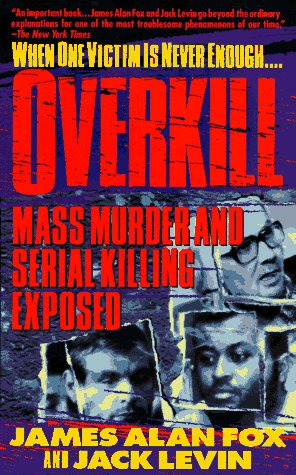 "An important book...James Alan Fox and Jack Levin go beyond the ordinary
explanations for one of the most troublesome phenomenons of our time."
-The New York Times
WHEN ONE VICTIM IS NEVER ENOUGH....
OVERKILL
MASS MURDER AND
SERIAL KILLING
EXPOSED
JAMES ALAN FOX
AND JACK LEVIN